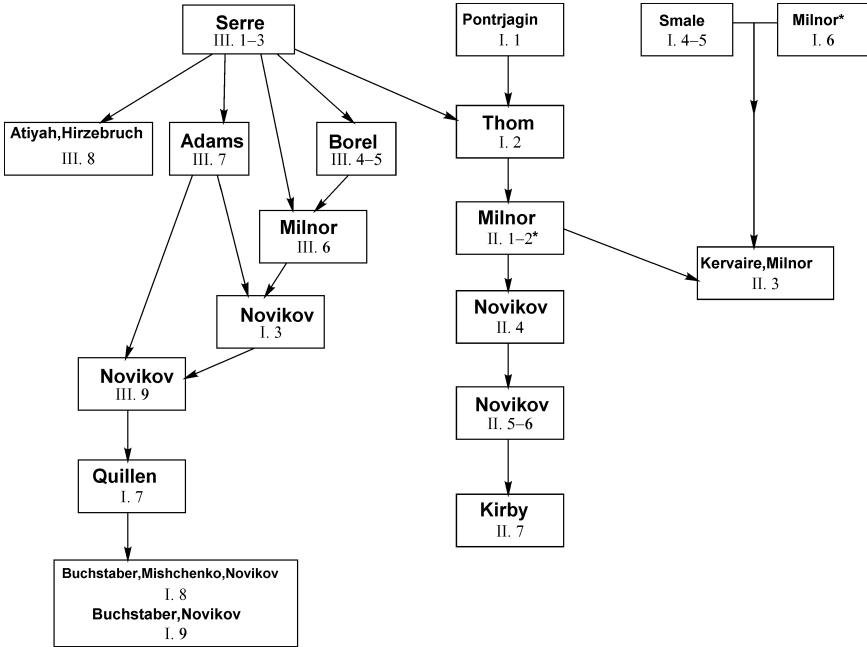 Serre
III. 1–3
Pontrjagin
I. 1
Smale
I. 4–5
Milnor*
I. 6
Atiyah,Hirzebruch
III. 8
Adams
III. 7
Borel
III. 4–5
Thom
I. 2
Milnor
III. 6
Milnor
II. 1–2*
Kervaire,Milnor
II. 3
Novikov
I. 3
Novikov
II. 4
Novikov
III. 9
Novikov
II. 5–6
Quillen
I. 7
Kirby
II. 7
Buchstaber,Mishchenko,Novikov
I. 8
Buchstaber,Novikov
I. 9